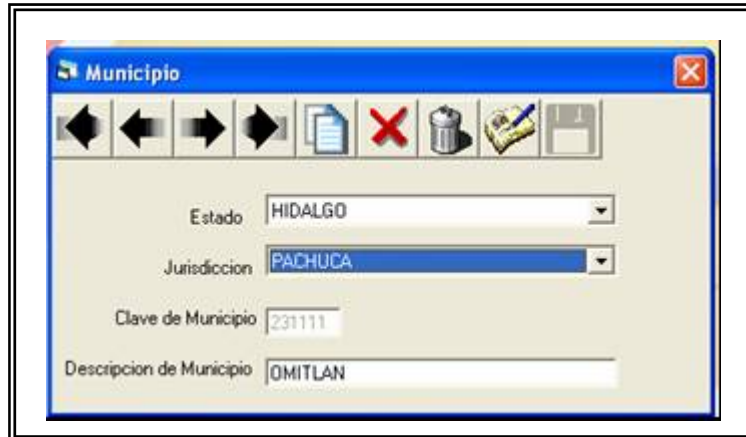 Municipio
Estado HIDALGO
Jurisdiccion PACHUCA
Clave de Municipio 231111
Descripcion de Municipio OMITLAN